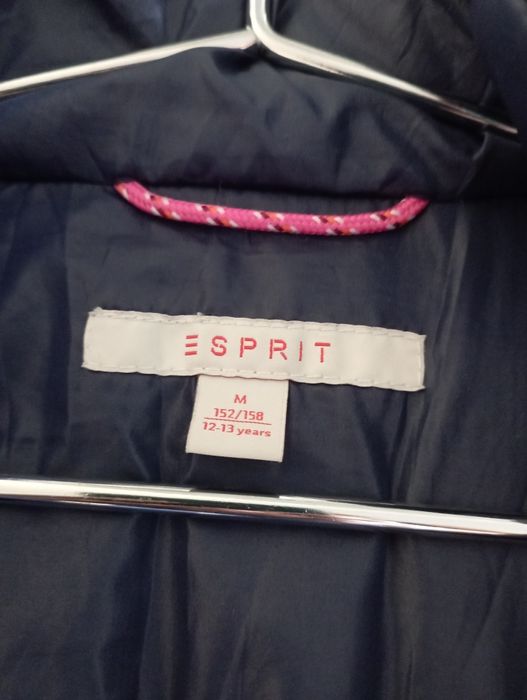 ESPRIT
M
152/158
12-13 years